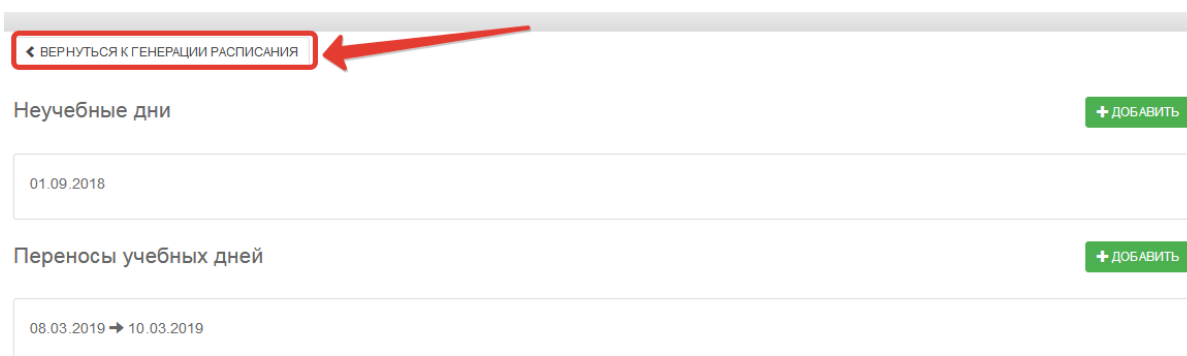 ВЕРНУТЬСЯ К ГЕНЕРАЦИИ РАСПИСАНИЯ
Неучебные дни
ДОБАВИТЬ
01.09.2018
Переносы учебных дней
ДОБАВИТЬ
08.03.2019 → 10.03.2019